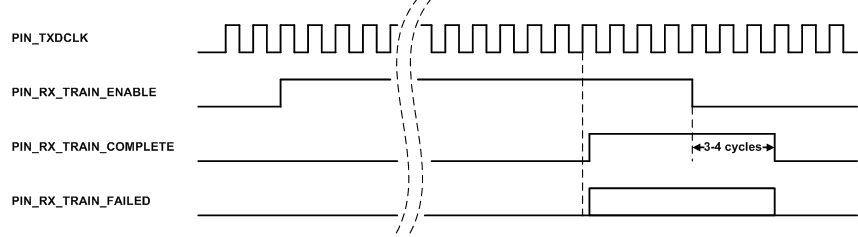 PIN_TXDCLK
PIN_RX_TRAIN_ENABLE
PIN_RX_TRAIN_COMPLETE
3-4 cycles
PIN_RX_TRAIN_FAILED